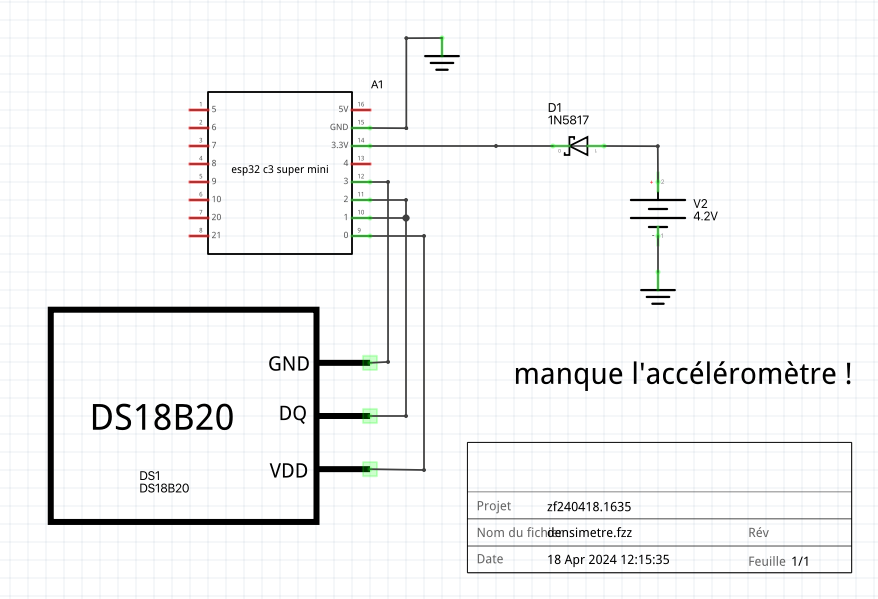 A1
1 5
2 6
3 7
4 8
5 9
6 10
7 20
8 21
5V 16
GND 15
3.3V 14
4 13
3 12
2 11
1 10
0 9
esp32 c3 super mini
D1
1N5817
V2
4.2V
GND
DQ
VDD
DS18B20
DS1
DS18B20
manque l'accéléromètre !
Projet zf240418.1635
Nom du fichier densimetre.fzz Rév
Date 18 Apr 2024 12:15:35 Feuille 1/1